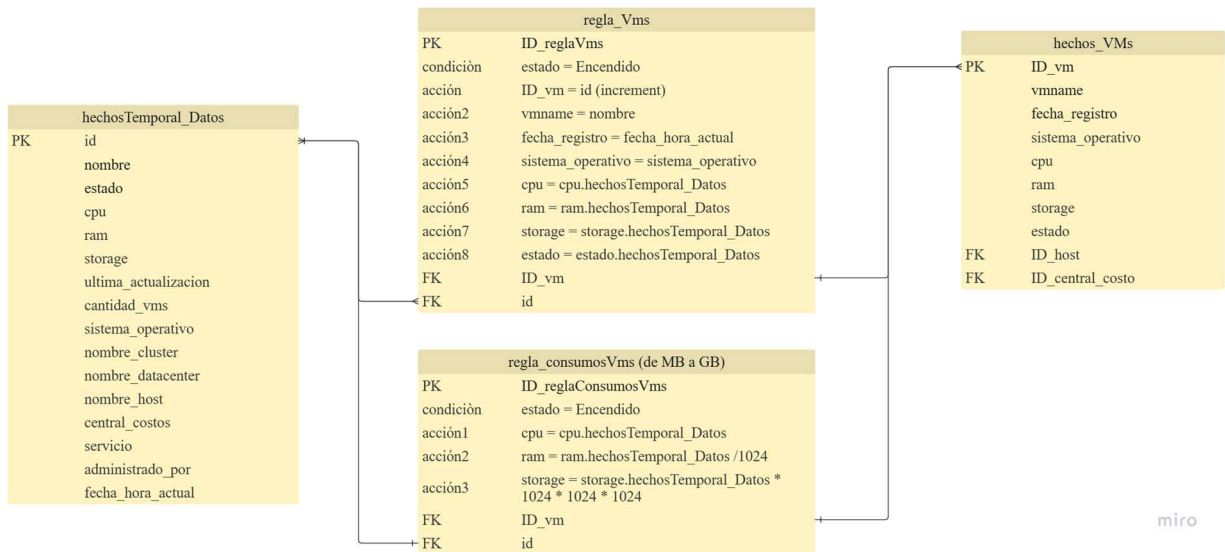 hechosTemporal_Datos
PK id
nombre
estado
cpu
ram
storage
ultima_actualizacion
cantidad_vms
sistema_operativo
nombre_cluster
nombre_datacenter
nombre_host
central_costos
servicio
administrado_por
fecha_hora_actual
regla_Vms
PK ID_reglaVms
condiciòn estado = Encendido
acción ID_vm = id (increment)
acción2 vmname = nombre
acción3 fecha_registro = fecha_hora_actual
acción4 sistema_operativo = sistema_operativo
acción5 cpu = cpu.hechosTemporal_Datos
acción6 ram = ram.hechosTemporal_Datos
acción7 storage = storage.hechosTemporal_Datos
acción8 estado = estado.hechosTemporal_Datos
FK ID_vm
FK id
regla_consumosVms (de MB a GB)
PK ID_reglaConsumosVms
condiciòn estado = Encendido
acción1 cpu = cpu.hechosTemporal_Datos
acción2 ram = ram.hechosTemporal_Datos /1024
acción3 storage = storage.hechosTemporal_Datos *
1024 * 1024 * 1024
FK ID_vm
FK id
hechos_VMs
PK ID_vm
vmname
fecha_registro
sistema_operativo
cpu
ram
storage
estado
FK ID_host
FK ID_central_costo
miro